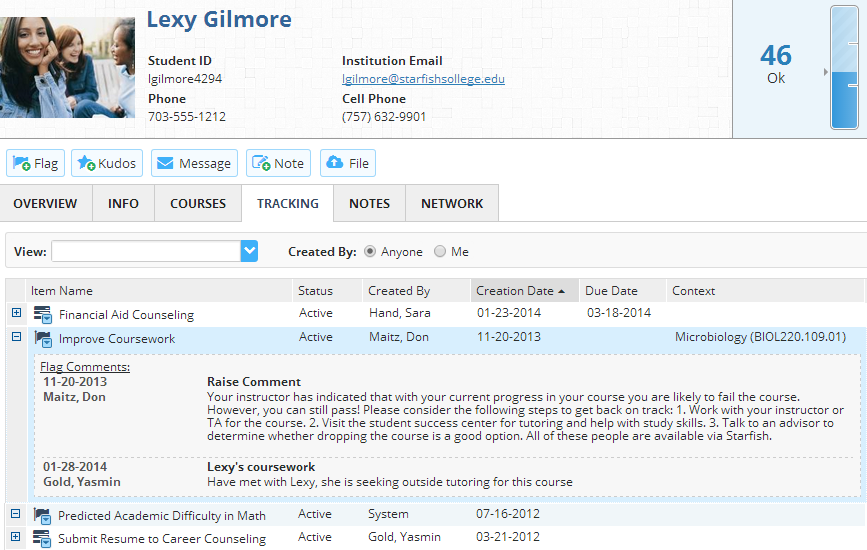 Lexy Gilmore
Student ID Institution Email
lgilmore4294 lgilmore@starfishsollege.edu
Phone Cell Phone
703-555-1212 (757) 632-9901
46
Ok
Flag Kudos Message Note File
OVERVIEW INFO COURSES TRACKING NOTES NETWORK
View: Created By: Anyone Me
Item Name Status Created By Creation Date Due Date Context
Financial Aid Counseling Active Hand, Sara 01-23-2014 03-18-2014
Improve Coursework Active Maitz, Don 11-20-2013 Microbiology (BIOL220.109.01)
Flag Comments:
11-20-2013 Raise Comment
Maitz, Don Your instructor has indicated that with your current progress in your course you are likely to fail the course.
However, you can still pass! Please consider the following steps to get back on track: 1. Work with your instructor or
TA for the course. 2. Visit the student success center for tutoring and help with study skills. 3. Talk to an advisor to
determine whether dropping the course is a good option. All of these people are available via Starfish.
01-28-2014 Lexy's coursework
Gold, Yasmin Have met with Lexy, she is seeking outside tutoring for this course
Predicted Academic Difficulty in Math Active System 07-16-2012
Submit Resume to Career Counseling Active Gold, Yasmin 03-21-2012